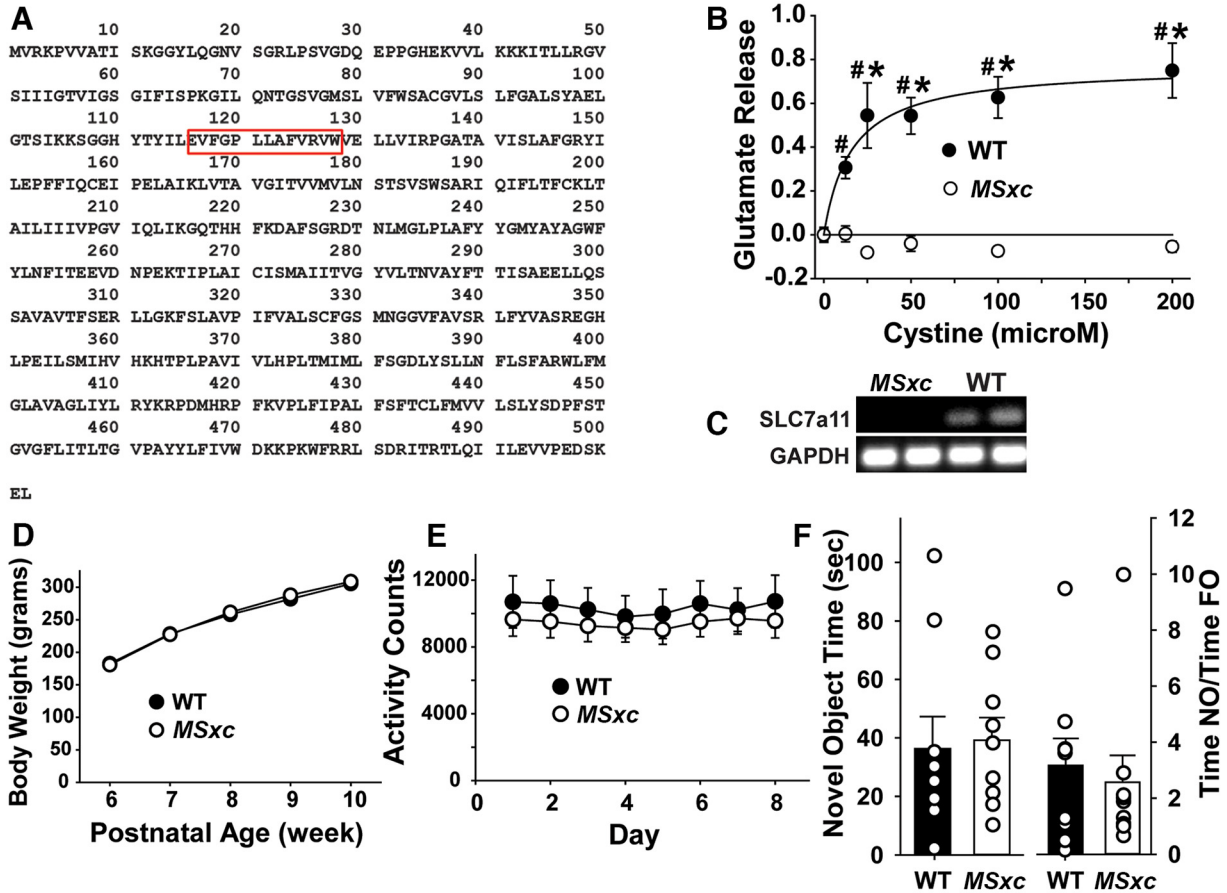 A
10 20 30 40 50
MVRKPVVATI SKGGYLQGNV SGRLPSVGDQ EPPGHEKVVL KKKITLLRGV
60 70 80 90 100
SIIIGTVIGS GIFISPKGIL QNTGSVGMSL VFWSACGVLS LFGALSYAEL
110 120 130 140 150
GTSIKKSGGH YTYILEVFGP LLAFVRVWVE LLVIRPGATA VISLAFGRYI
160 170 180 190 200
LEPFFIQCEI PELAIKLVTA VGITVVMVLN STSVSWSARI QIFLTFCKLT
210 220 230 240 250
AILIIIVPGV IQLIKGQTHH FKDAFSGRDT NLMGLPLAFY YGMYAYAGWF
260 270 280 290 300
YLNFITEEVD NPEKTIPLAI CISMAIITVG YVLTNVAYFT TISAEELLQS
310 320 330 340 350
SAVAVTFSER LLGKFSLAVP IFVALSCFGS MNGGVFAVSR LFYVASREGH
360 370 380 390 400
LPEILSMIHV HKHTPLPAVI VLHPLTMIML FSGDLYSLLN FLSFARWLFM
410 420 430 440 450
GLAVAGLIYL RYKRPDMHRP FKVPLFIPAL FSFTCLFMVV LSLYSDPFST
460 470 480 490 500
GVGFLITLTG VPAYYLFIVW DKKPKWFRRL SDRITRTLQI ILEVVPEDSK
EL
B
Glutamate Release
1.0
0.8
0.6
0.4
0.2
0.0
-0.2
# #* #* #* #*
WT
MSxc
0 50 100 150 200
Cystine (microM)
C
MSxc WT
SLC7a11
GAPDH
D
Body Weight (grams)
300
250
200
150
100
50
0
WT
MSxc
6 7 8 9 10
Postnatal Age (week)
E
Activity Counts
12000
8000
4000
0
WT
MSxc
0 2 4 6 8
Day
F
Novel Object Time (sec)
100
80
60
40
20
0
WT MSxc
12
10
8
6
4
2
0
Time NO/Time FO
WT MSxc